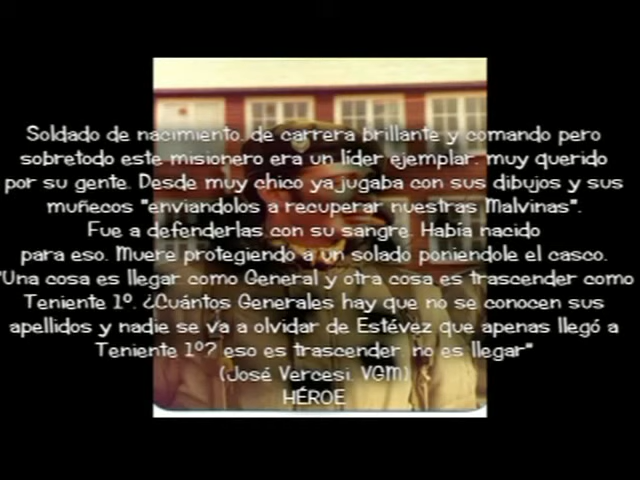 Soldado de nacimiento, de carrera brillante y comando pero
sobretodo este misionero era un líder ejemplar, muy querido
por su gente. Desde muy chico ya jugaba con sus dibujos y sus
muñecos "enviandolos a recuperar nuestras Malvinas".
Fue a defenderlas con su sangre. Había nacido
para eso. Muere protegiendo a un solado poniendole el casco.
"Una cosa es llegar como General y otra cosa es trascender como
Teniente 1º. ¿Cuántos Generales hay que no se conocen sus
apellidos y nadie se va a olvidar de Estévez que apenas llegó a
Teniente 1º? eso es trascender, no es llegar"
(José Vercesi, VGM)
HÉROE